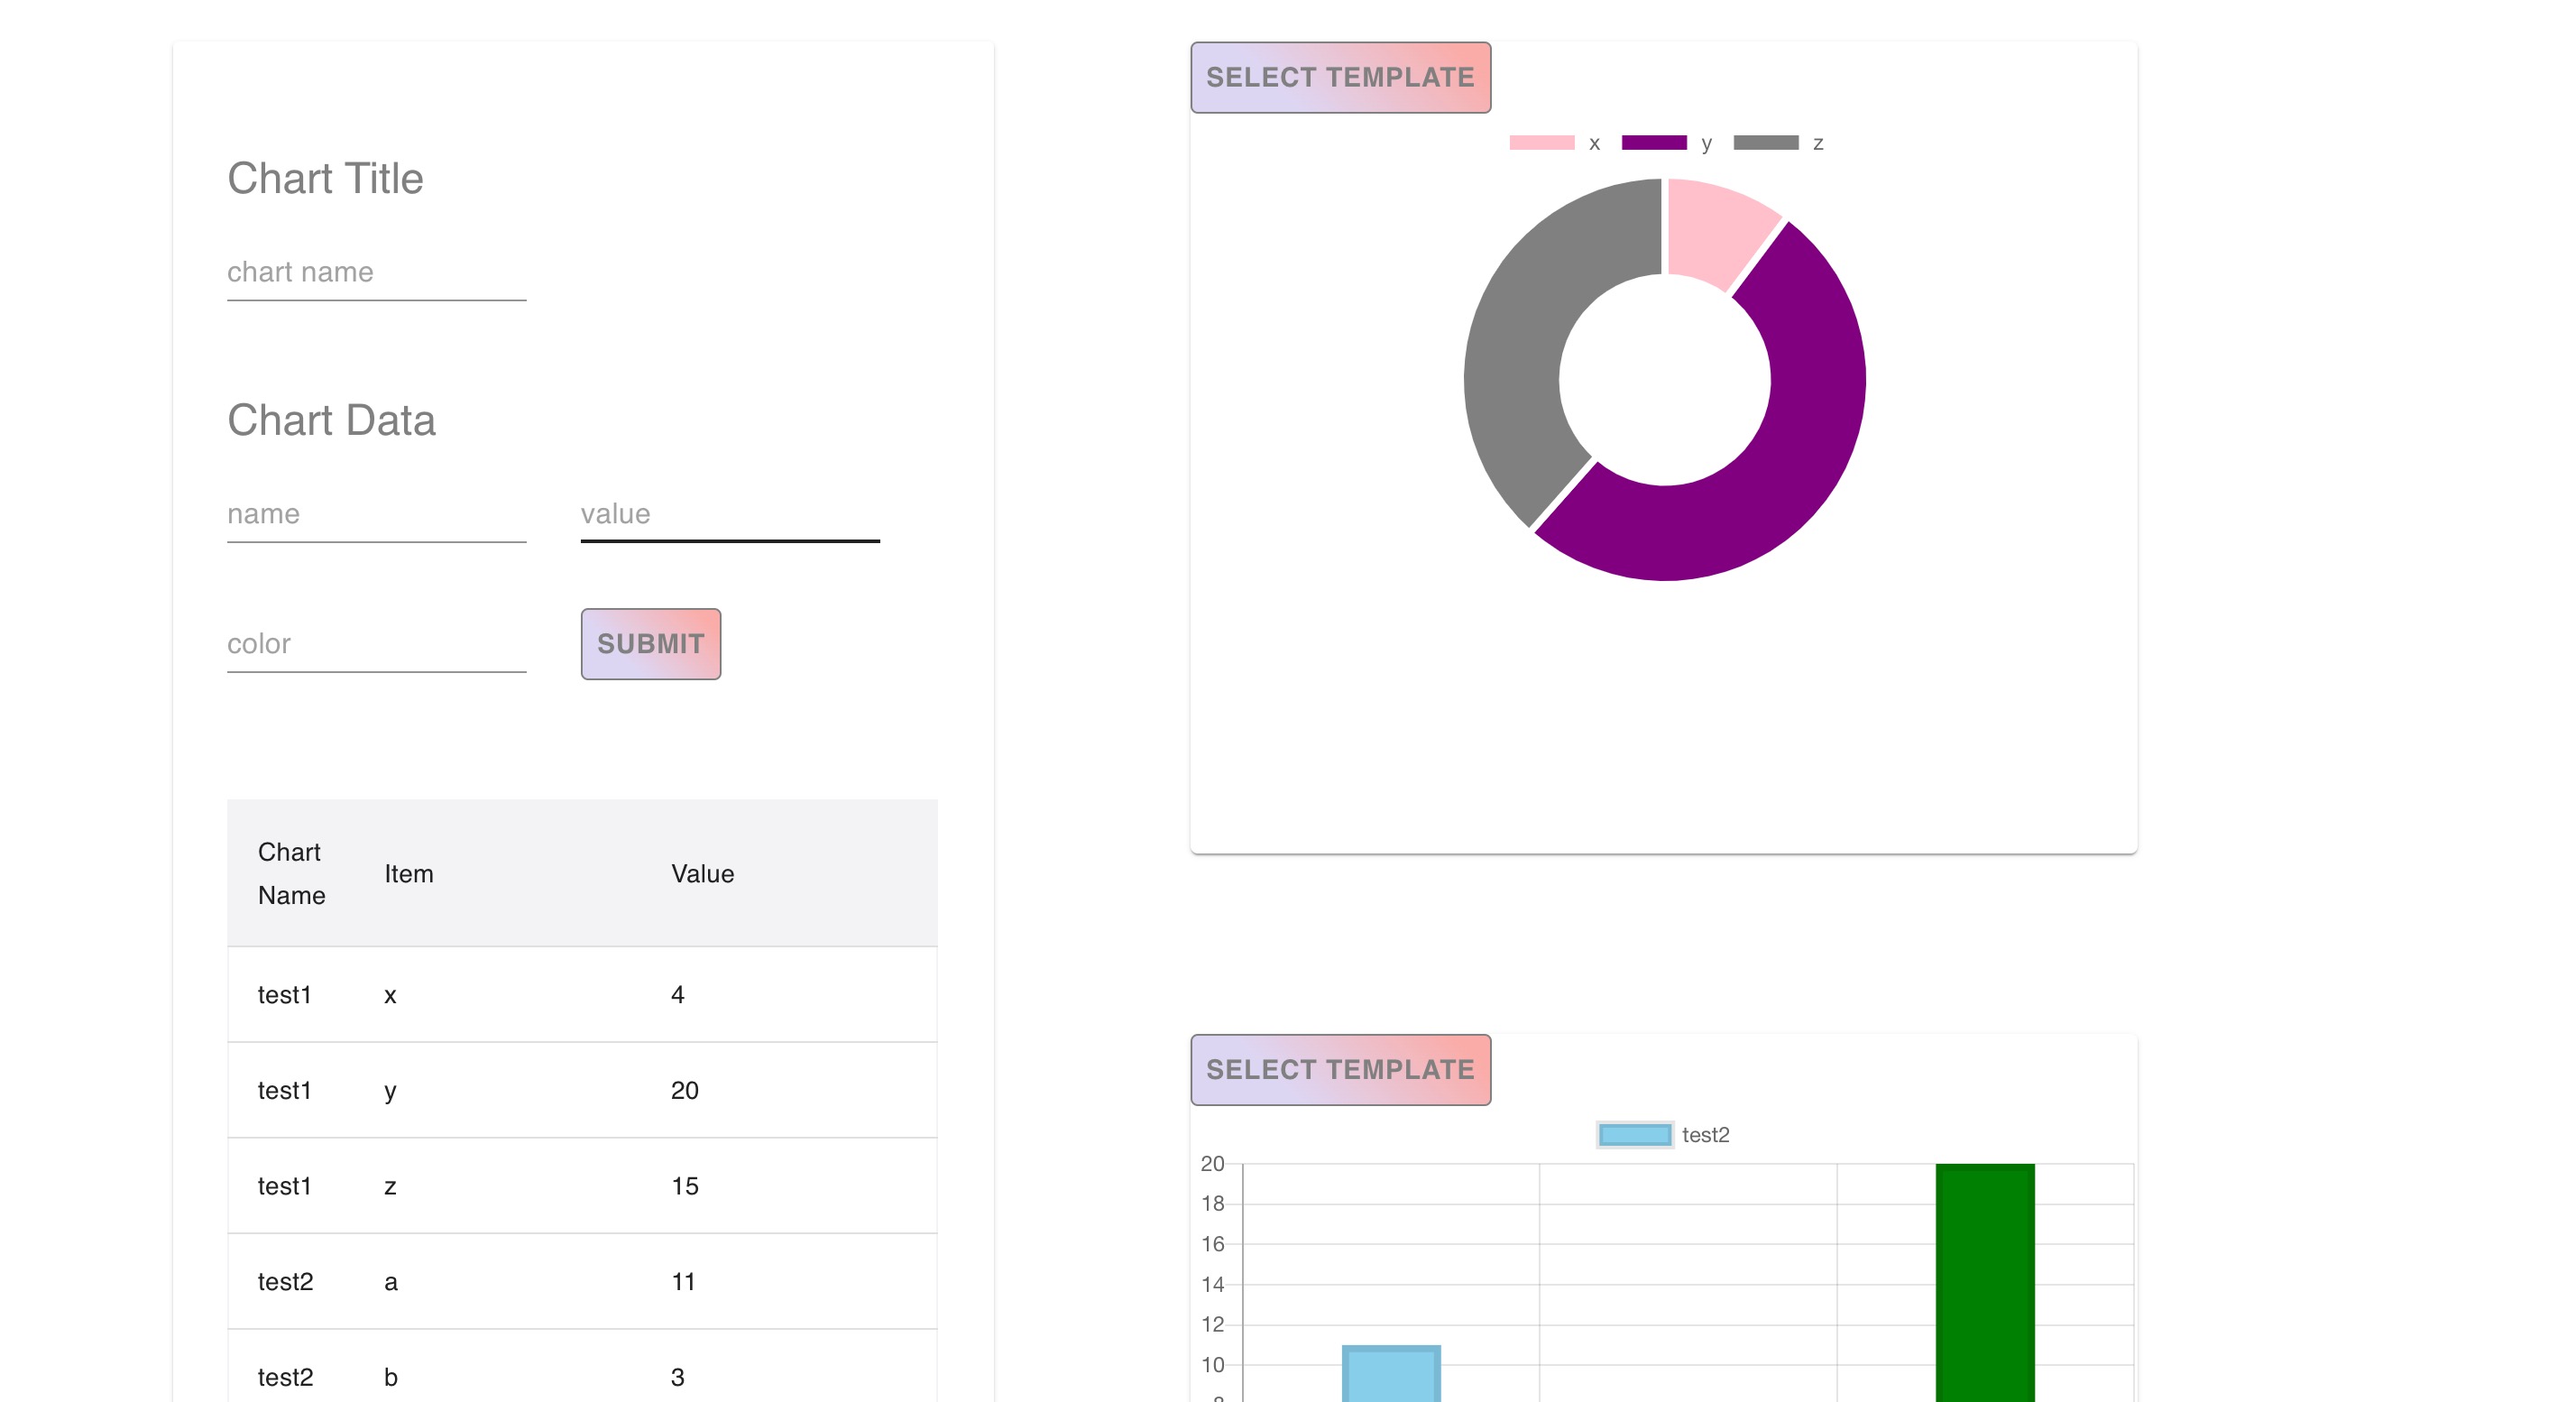 Chart Title
chart name
Chart Data
name value
color SUBMIT
Chart
Name
Item Value
test1 x 4
test1 y 20
test1 z 15
test2 a 11
test2 b 3
SELECT TEMPLATE
x y z
SELECT TEMPLATE
test2
20
18
16
14
12
10